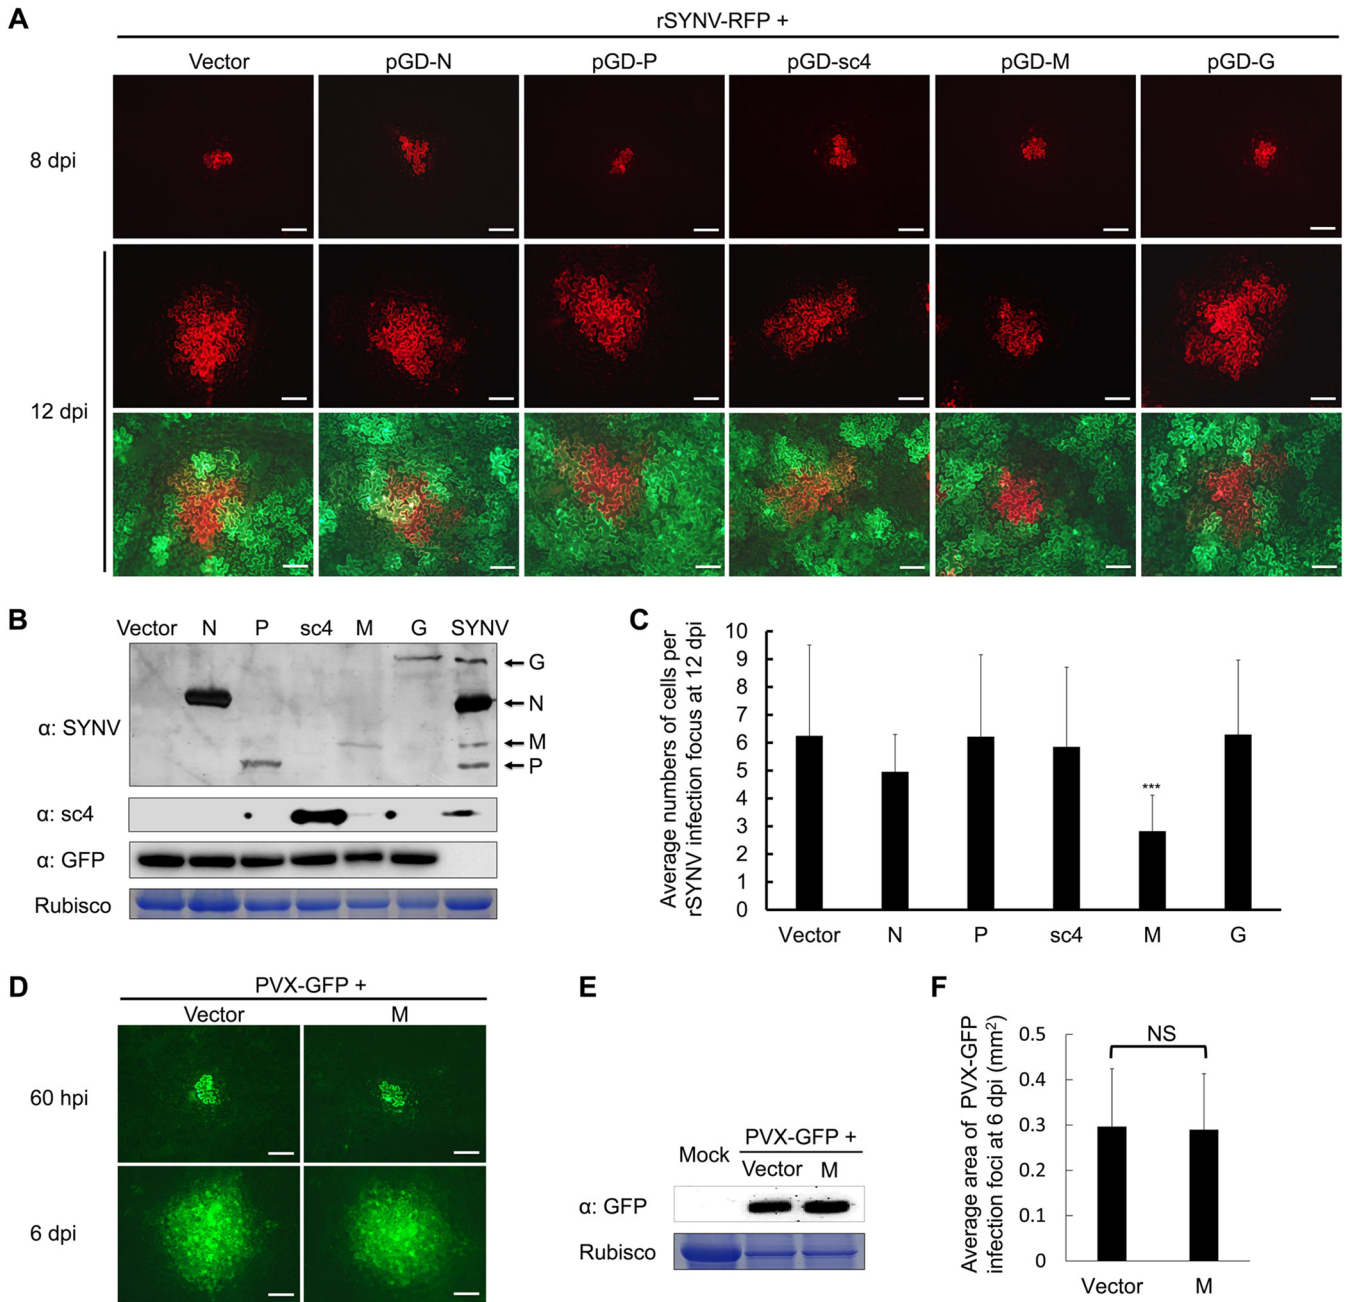 A
rSYNV-RFP +
Vector pGD-N pGD-P pGD-sc4 pGD-M pGD-G
8 dpi
12 dpi
B
Vector N P sc4 M G SYNV
α: SYNV
G
N
M
P
α: sc4
α: GFP
Rubisco
C
Average numbers of cells per
rSYNV infection focus at 12 dpi
10
9
8
7
6
5
4
3
2
1
0
***
Vector N P sc4 M G
D
PVX-GFP +
Vector M
60 hpi
6 dpi
E
PVX-GFP +
Mock Vector M
α: GFP
Rubisco
F
Average area of PVX-GFP
infection foci at 6 dpi (mm²)
0.5
0.4
0.3
0.2
0.1
0
NS
Vector M